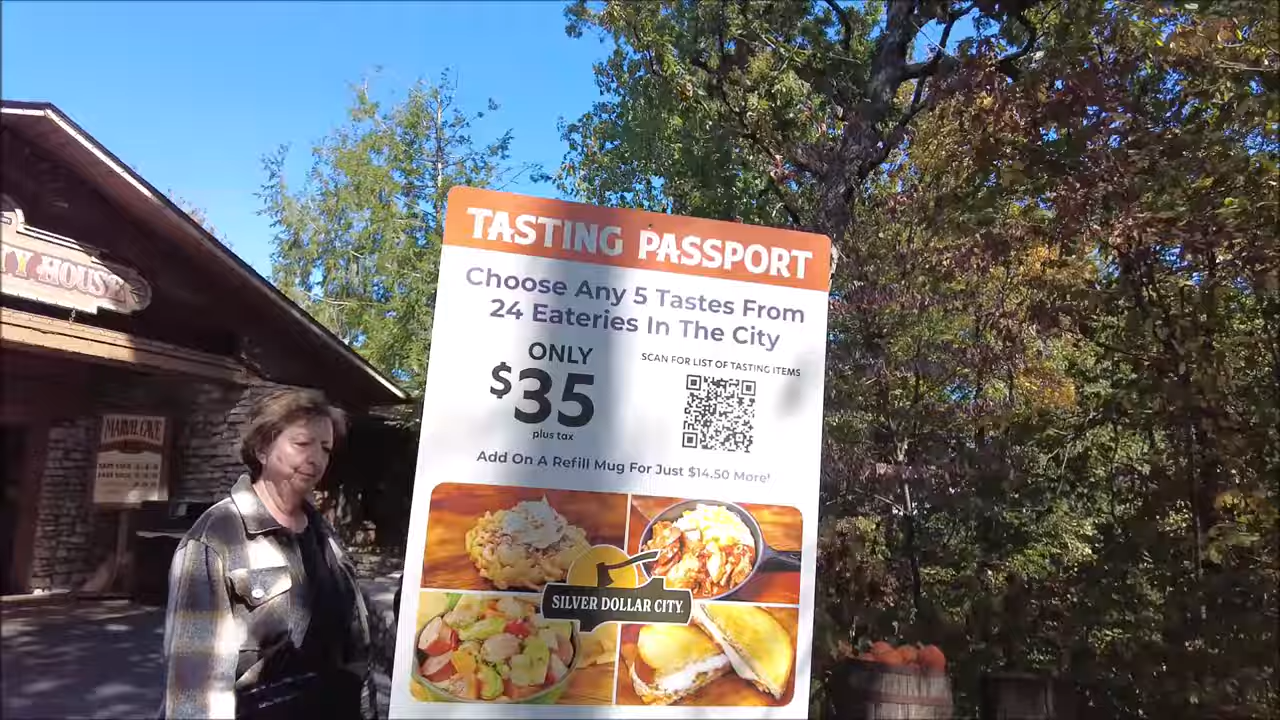 Y HOUSE
MARVEL CAVE
TASTING PASSPORT
Choose Any 5 Tastes From
24 Eateries In The City
ONLY
$35
plus tax
SCAN FOR LIST OF TASTING ITEMS
Add On A Refill Mug For Just $14.50 More!
SILVER DOLLAR CITY